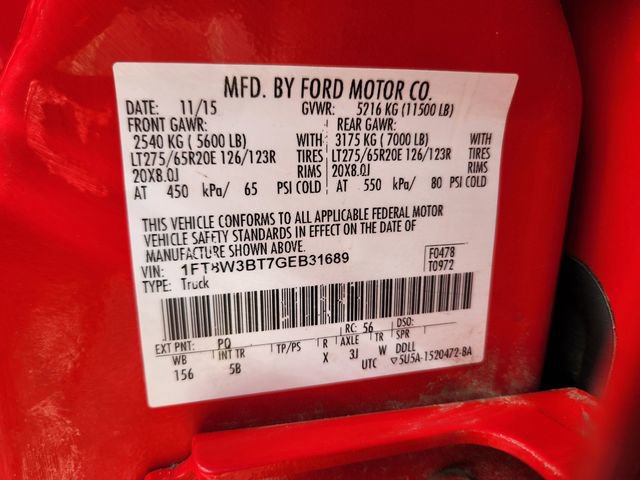 MFD. BY FORD MOTOR CO.
DATE: 11/15 GVWR: 5216 KG (11500 LB)
FRONT GAWR: REAR GAWR:
2540 KG ( 5600 LB) WITH 3175 KG ( 7000 LB) WITH
LT275/65R20E 126/123R TIRES LT275/65R20E 126/123R TIRES
20X8.0J RIMS 20X8.0J RIMS
AT 450 kPa/ 65 PSI COLD AT 550 kPa/ 80 PSI COLD
THIS VEHICLE CONFORMS TO ALL APPLICABLE FEDERAL MOTOR
VEHICLE SAFETY STANDARDS IN EFFECT ON THE DATE OF
MANUFACTURE SHOWN ABOVE.
VIN: 1FT8W3BT7GEB31689 F0478
TYPE: Truck T0972
RC: 56 DSO:
EXT PNT: PQ
WB INT TR TP/PS R AXLE TR SPR
156 5B X 3J W DDLL
UTC ▽5U5A-1520472-BA